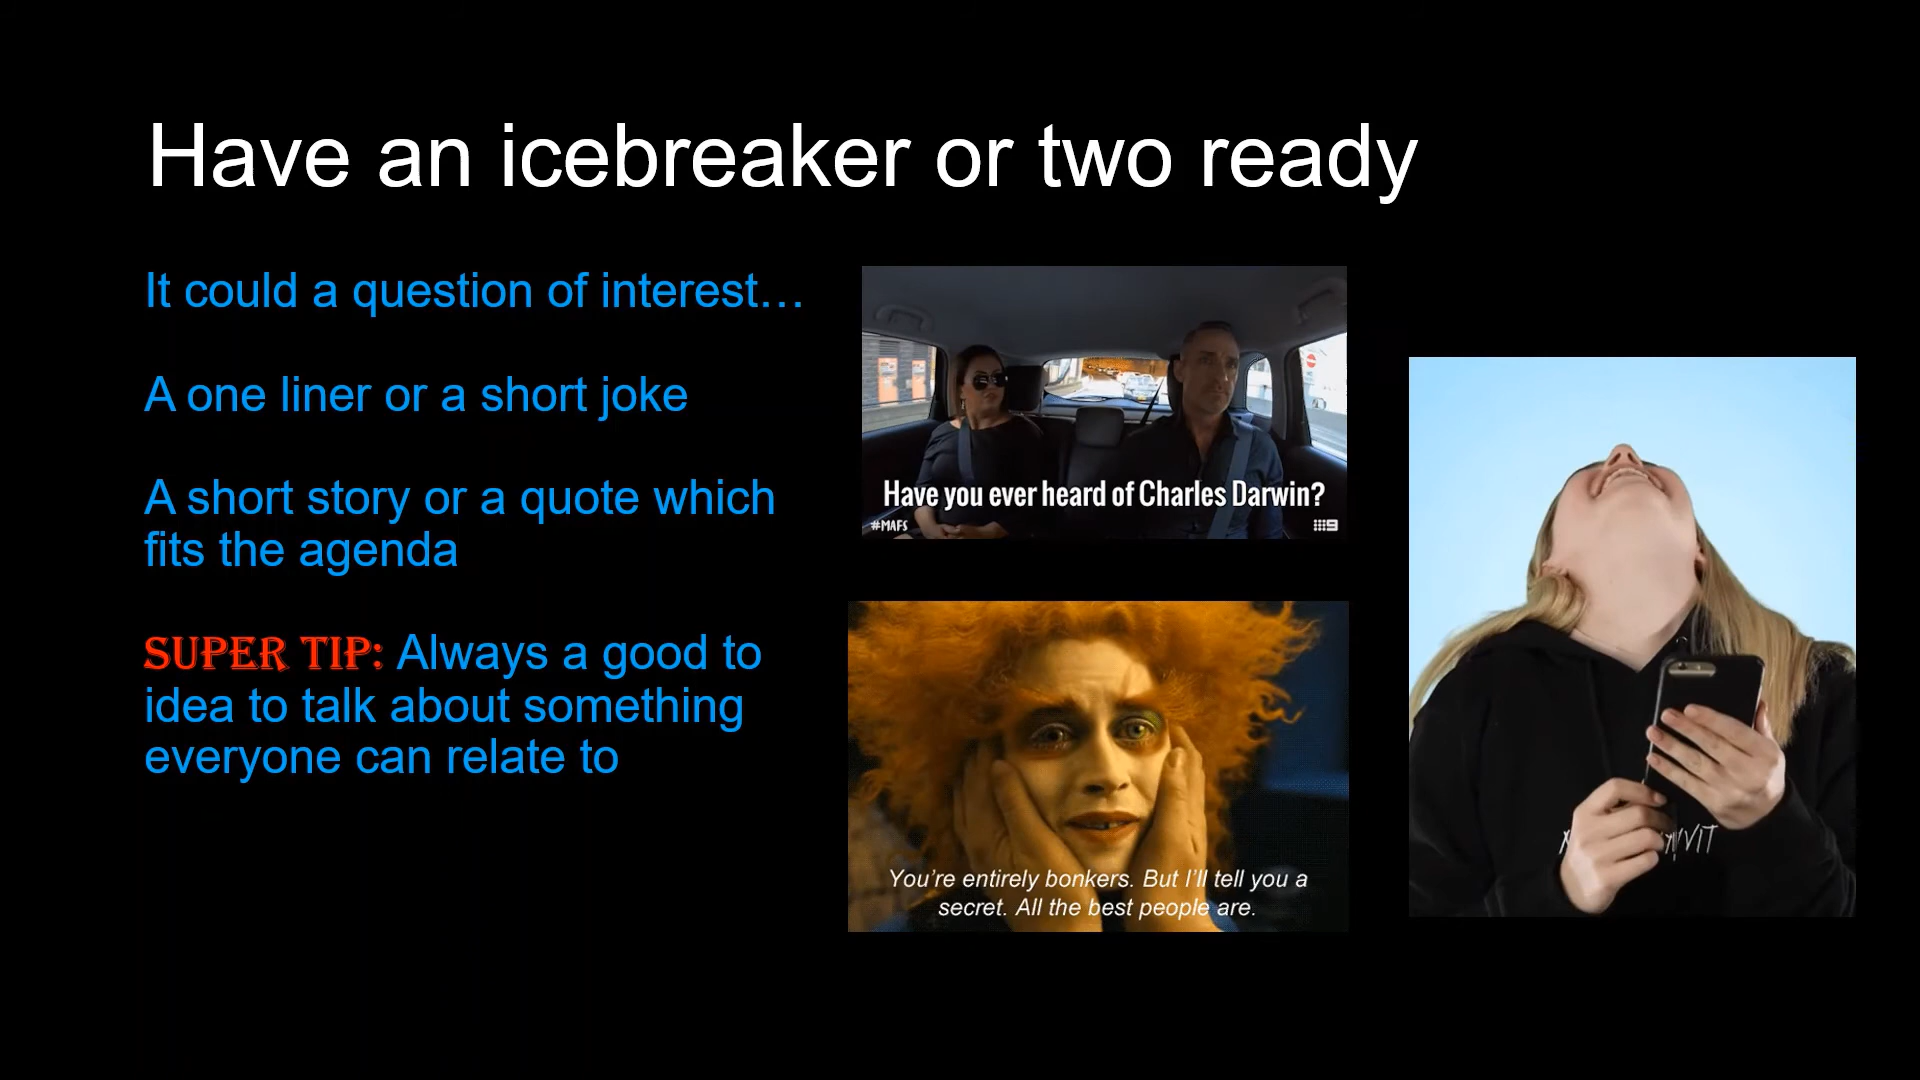 Have an icebreaker or two ready
It could a question of interest…
A one liner or a short joke
A short story or a quote which
fits the agenda
SUPER TIP: Always a good to
idea to talk about something
everyone can relate to
Have you ever heard of Charles Darwin?
#MAFS
9
You're entirely bonkers. But I'll tell you a
secret. All the best people are.